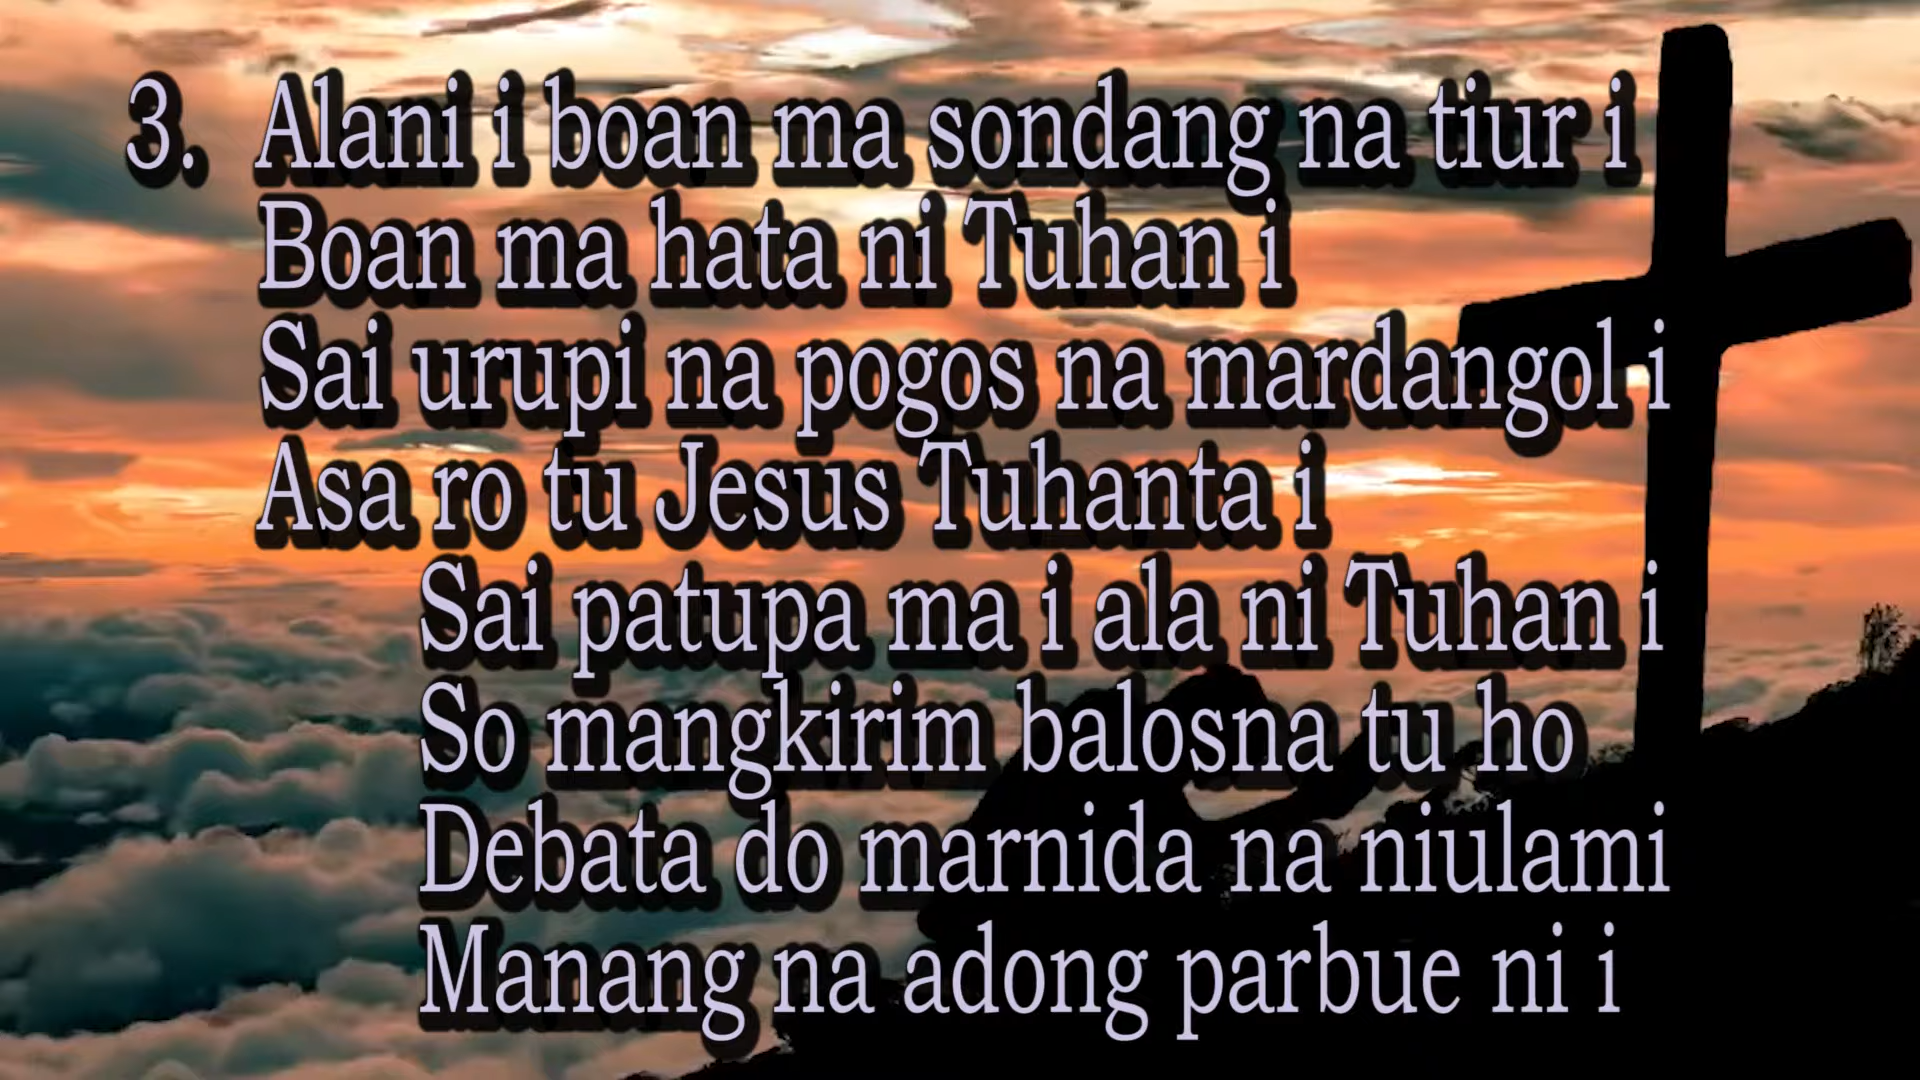 3. Alani i boan ma sondang na tiur i
Boan ma hata ni Tuhan i
Sai urupi na pogos na mardangol i
Asa ro tu Jesus Tuhanta i
Sai patupa ma i ala ni Tuhan i
So mangkirim balosna tu ho
Debata do marnida na niulami
Manang na adong parbue ni i